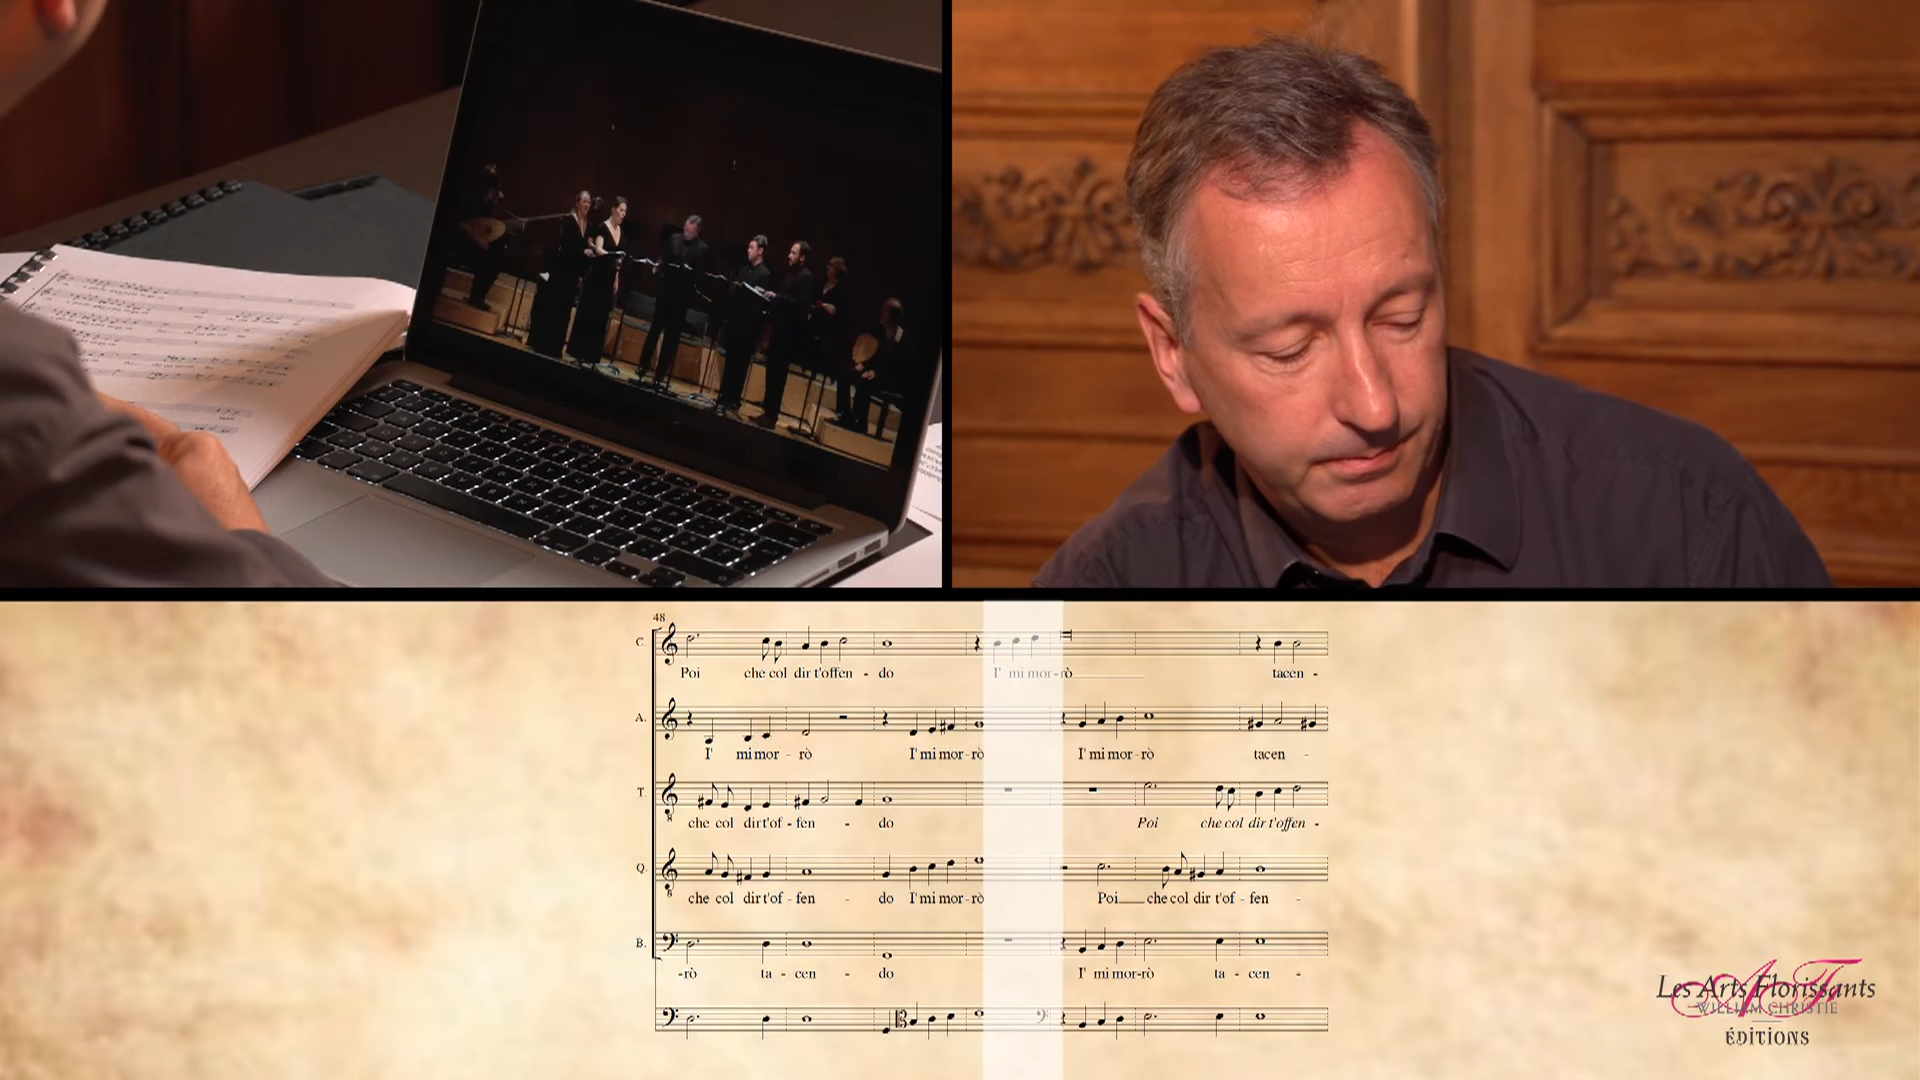 48
C.
Poi che col dir t'offen - do I' mi mor - rò tacen -
A.
I' mi mor - rò I' mi mor - rò I' mi mor - rò tacen -
T.
8
che col dir t'of - fen - do Poi che col dir t'offen -
Q.
8
che col dir t'of - fen - do I' mi mor - rò Poi che col dir t'of - fen -
B.
-rò ta - cen - do I' mi mor-rò ta - cen -
Les Arts Florissants
WILLIAM CHRISTIE
ÉDITIONS